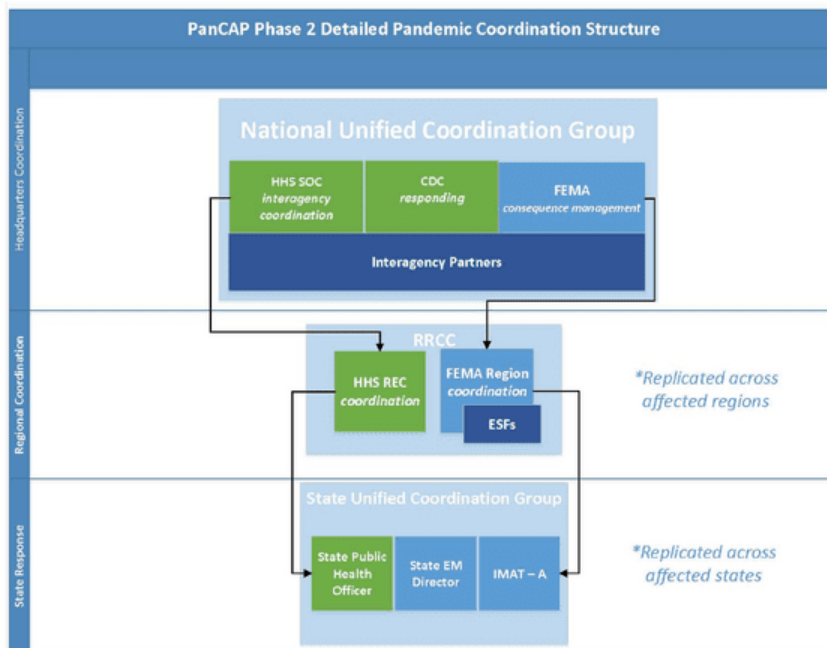 PanCAP Phase 2 Detailed Pandemic Coordination Structure
Headquarters Coordination
National Unified Coordination Group
HHS SOC
interagency
coordination
CDC
responding
FEMA
consequence management
Interagency Partners
Regional Coordination
RRCC
HHS REC
coordination
FEMA Region
coordination
ESFs
*Replicated across
affected regions
State Response
State Unified Coordination Group
State Public
Health
Officer
State EM
Director
IMAT – A
*Replicated across
affected states